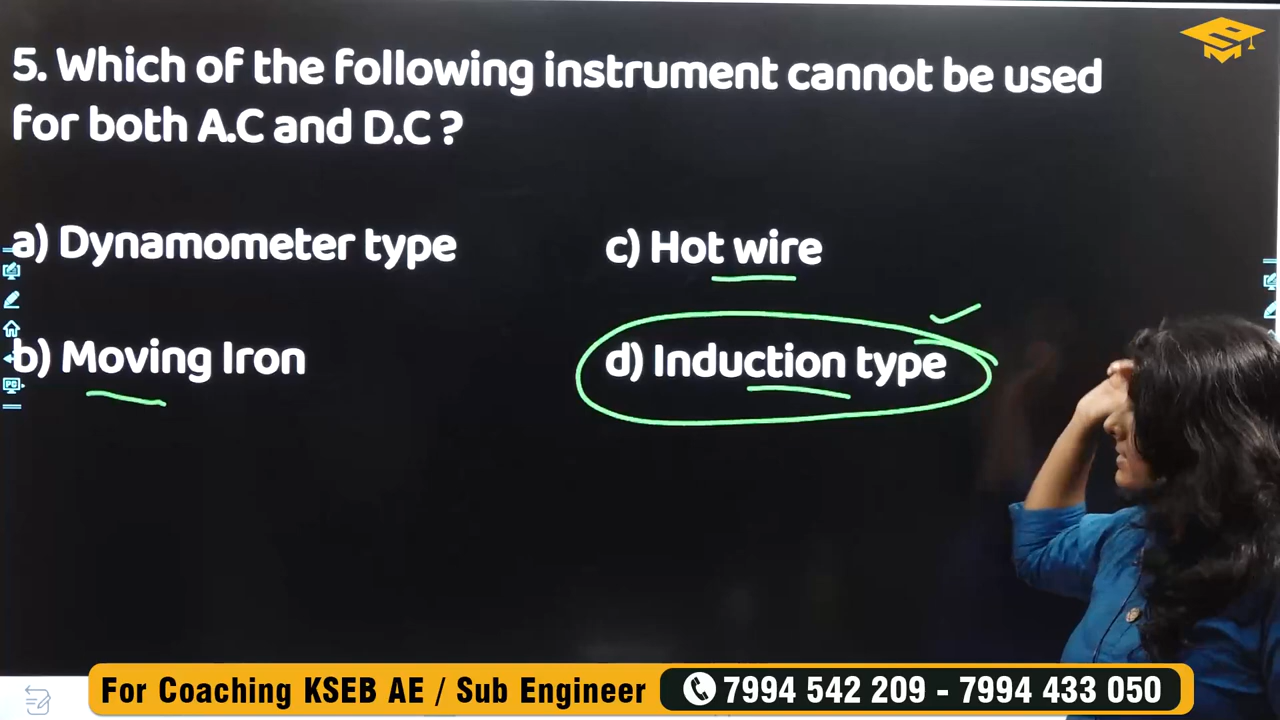 5. Which of the following instrument cannot be used
for both A.C and D.C ?
a) Dynamometer type
c) Hot wire
b) Moving Iron
d) Induction type
For Coaching KSEB AE / Sub Engineer
7994 542 209 - 7994 433 050